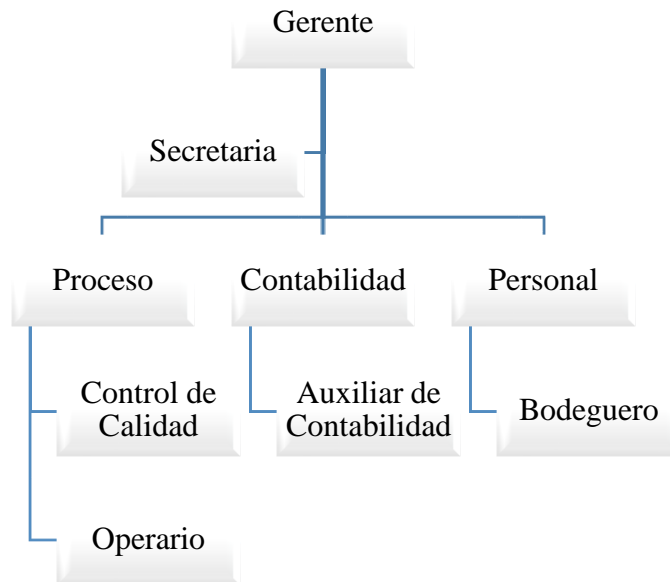 Gerente
Secretaria
Proceso
Contabilidad
Personal
Control de
Calidad
Auxiliar de
Contabilidad
Bodeguero
Operario